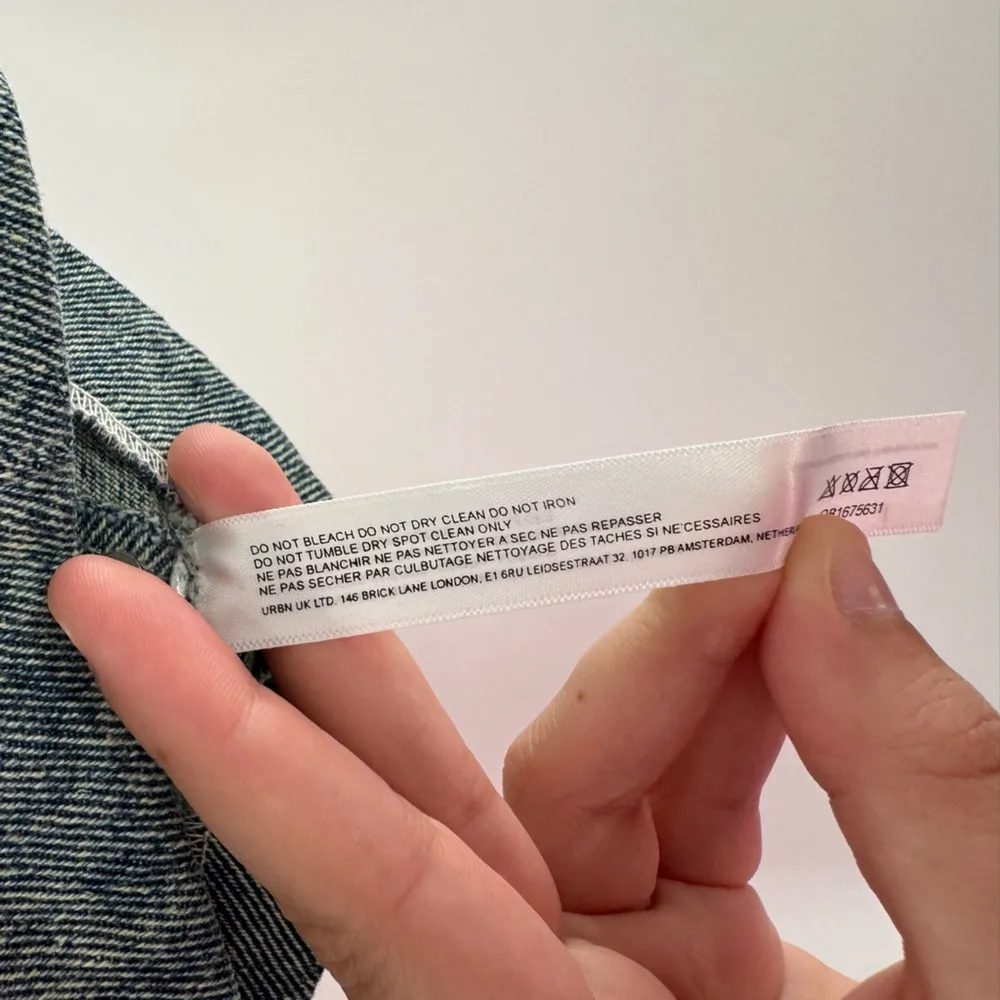 DO NOT BLEACH DO NOT DRY CLEAN DO NOT IRON
DO NOT TUMBLE DRY SPOT CLEAN ONLY
NE PAS BLANCHIR NE PAS NETTOYER A SEC NE PAS REPASSER
NE PAS SECHER PAR CULBUTAGE NETTOYAGE DES TACHES SI NE'CESSAIRES
URBN UK LTD. 146 BRICK LANE LONDON, E1 6RU LEIDSESTRAAT 32, 1017 PB AMSTERDAM,